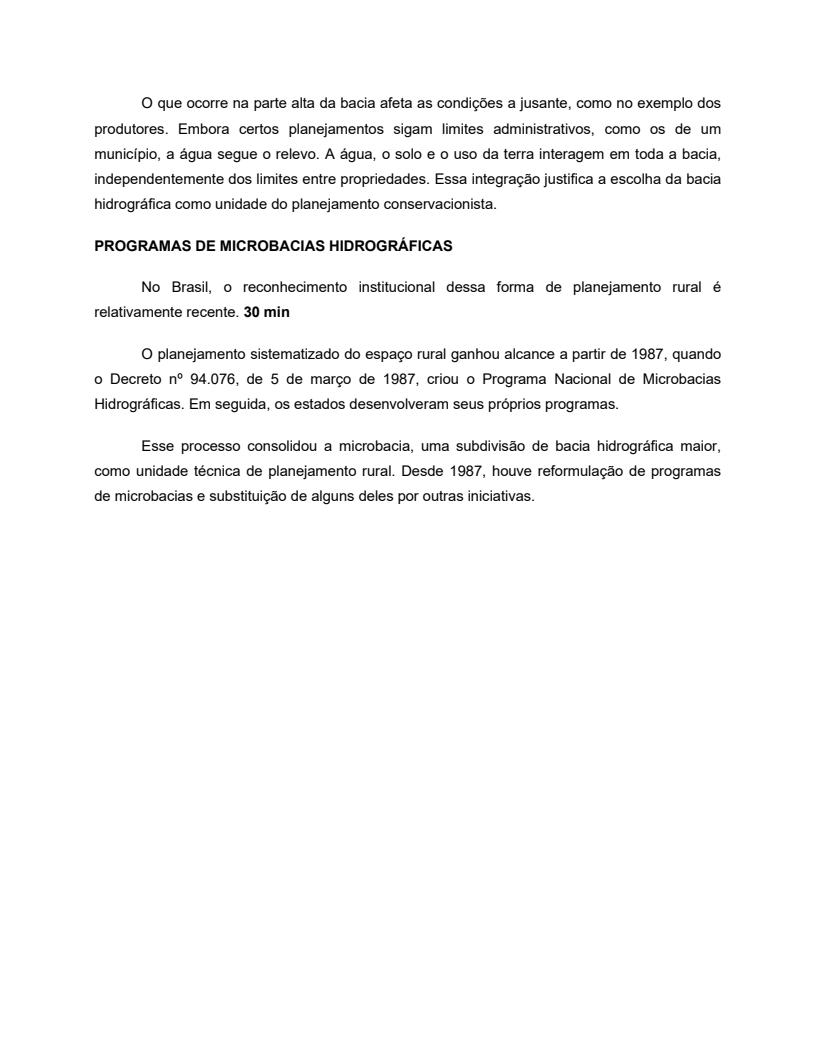 O que ocorre na parte alta da bacia afeta as condições a jusante, como no exemplo dos
produtores. Embora certos planejamentos sigam limites administrativos, como os de um
município, a água segue o relevo. A água, o solo e o uso da terra interagem em toda a bacia,
independentemente dos limites entre propriedades. Essa integração justifica a escolha da bacia
hidrográfica como unidade do planejamento conservacionista.
PROGRAMAS DE MICROBACIAS HIDROGRÁFICAS
No Brasil, o reconhecimento institucional dessa forma de planejamento rural é
relativamente recente. 30 min
O planejamento sistematizado do espaço rural ganhou alcance a partir de 1987, quando
o Decreto nº 94.076, de 5 de março de 1987, criou o Programa Nacional de Microbacias
Hidrográficas. Em seguida, os estados desenvolveram seus próprios programas.
Esse processo consolidou a microbacia, uma subdivisão de bacia hidrográfica maior,
como unidade técnica de planejamento rural. Desde 1987, houve reformulação de programas
de microbacias e substituição de alguns deles por outras iniciativas.